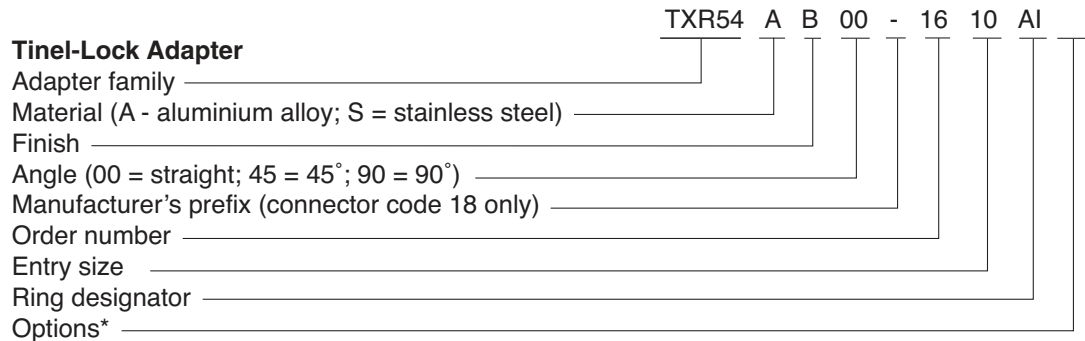 TXR54 A B 00 - 16 10 AI
Tinel-Lock Adapter
Adapter family
Material (A - aluminium alloy; S = stainless steel)
Finish
Angle (00 = straight; 45 = 45˚; 90 = 90˚)
Manufacturer's prefix (connector code 18 only)
Order number
Entry size
Ring designator
Options*